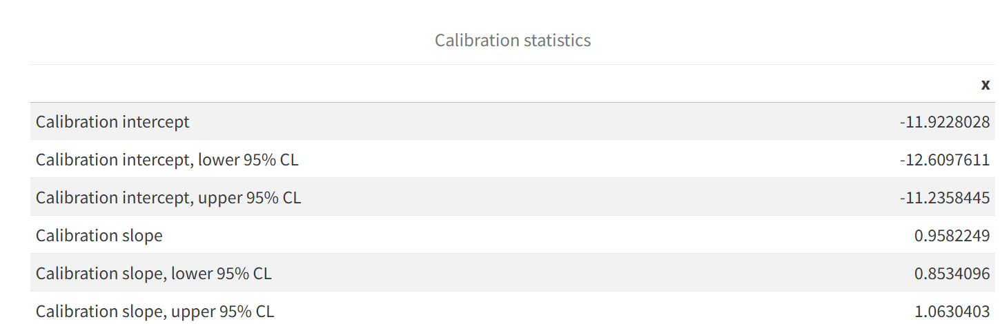 Calibration statistics
x
Calibration intercept -11.9228028
Calibration intercept, lower 95% CL -12.6097611
Calibration intercept, upper 95% CL -11.2358445
Calibration slope 0.9582249
Calibration slope, lower 95% CL 0.8534096
Calibration slope, upper 95% CL 1.0630403